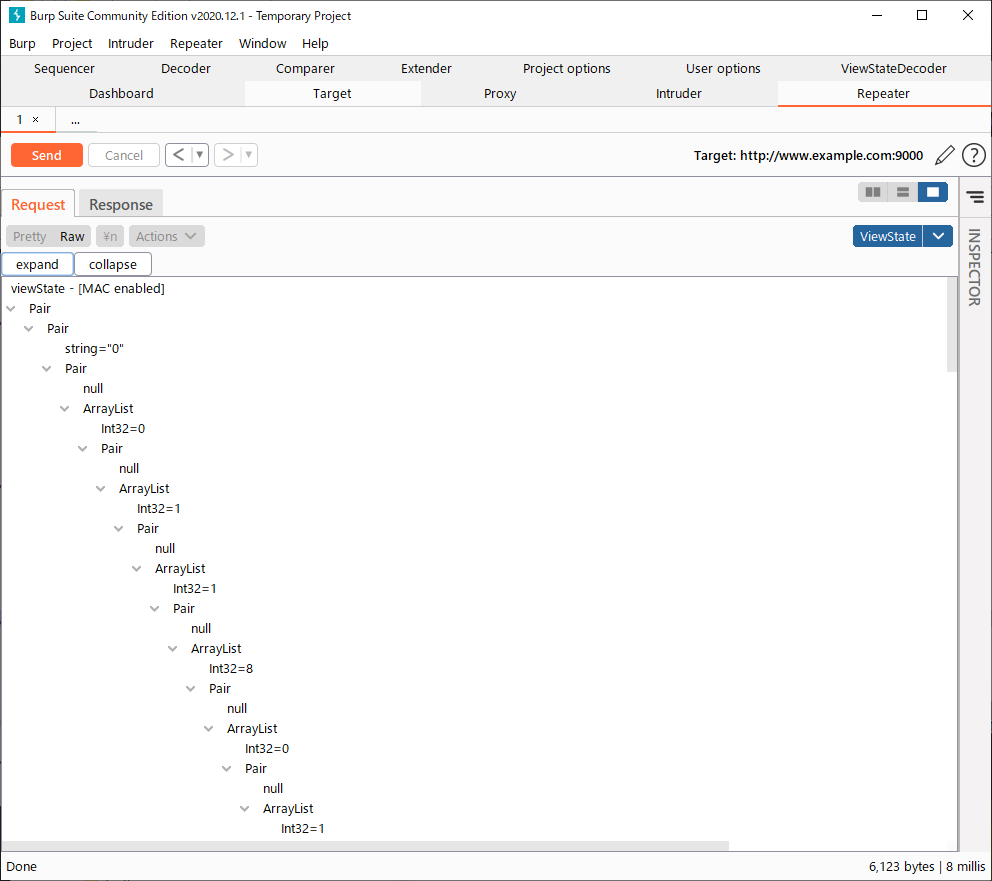 Burp Suite Community Edition v2020.12.1 - Temporary Project
Burp Project Intruder Repeater Window Help
Sequencer Decoder Comparer Extender Project options User options ViewStateDecoder
Dashboard Target Proxy Intruder Repeater
1 × ...
Send Cancel < > Target: http://www.example.com:9000 ?
Request Response
Pretty Raw ¥n Actions ViewState
expand collapse
INSPECTOR
viewState - [MAC enabled]
Pair
Pair
string="0"
Pair
null
ArrayList
Int32=0
Pair
null
ArrayList
Int32=1
Pair
null
ArrayList
Int32=1
Pair
null
ArrayList
Int32=8
Pair
null
ArrayList
Int32=0
Pair
null
ArrayList
Int32=1
Done 6,123 bytes | 8 millis